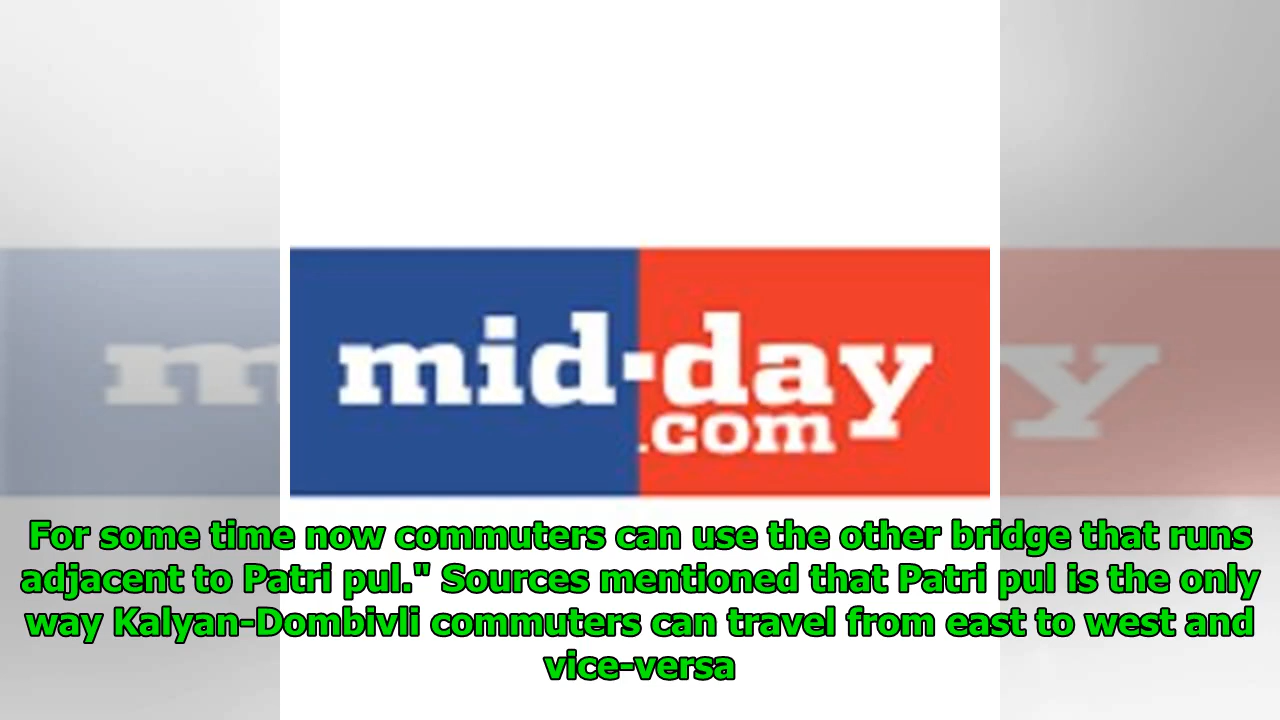 mid-day
.com
For some time now commuters can use the other bridge that runs
adjacent to Patri pul." Sources mentioned that Patri pul is the only
way Kalyan-Dombivli commuters can travel from east to west and
vice-versa